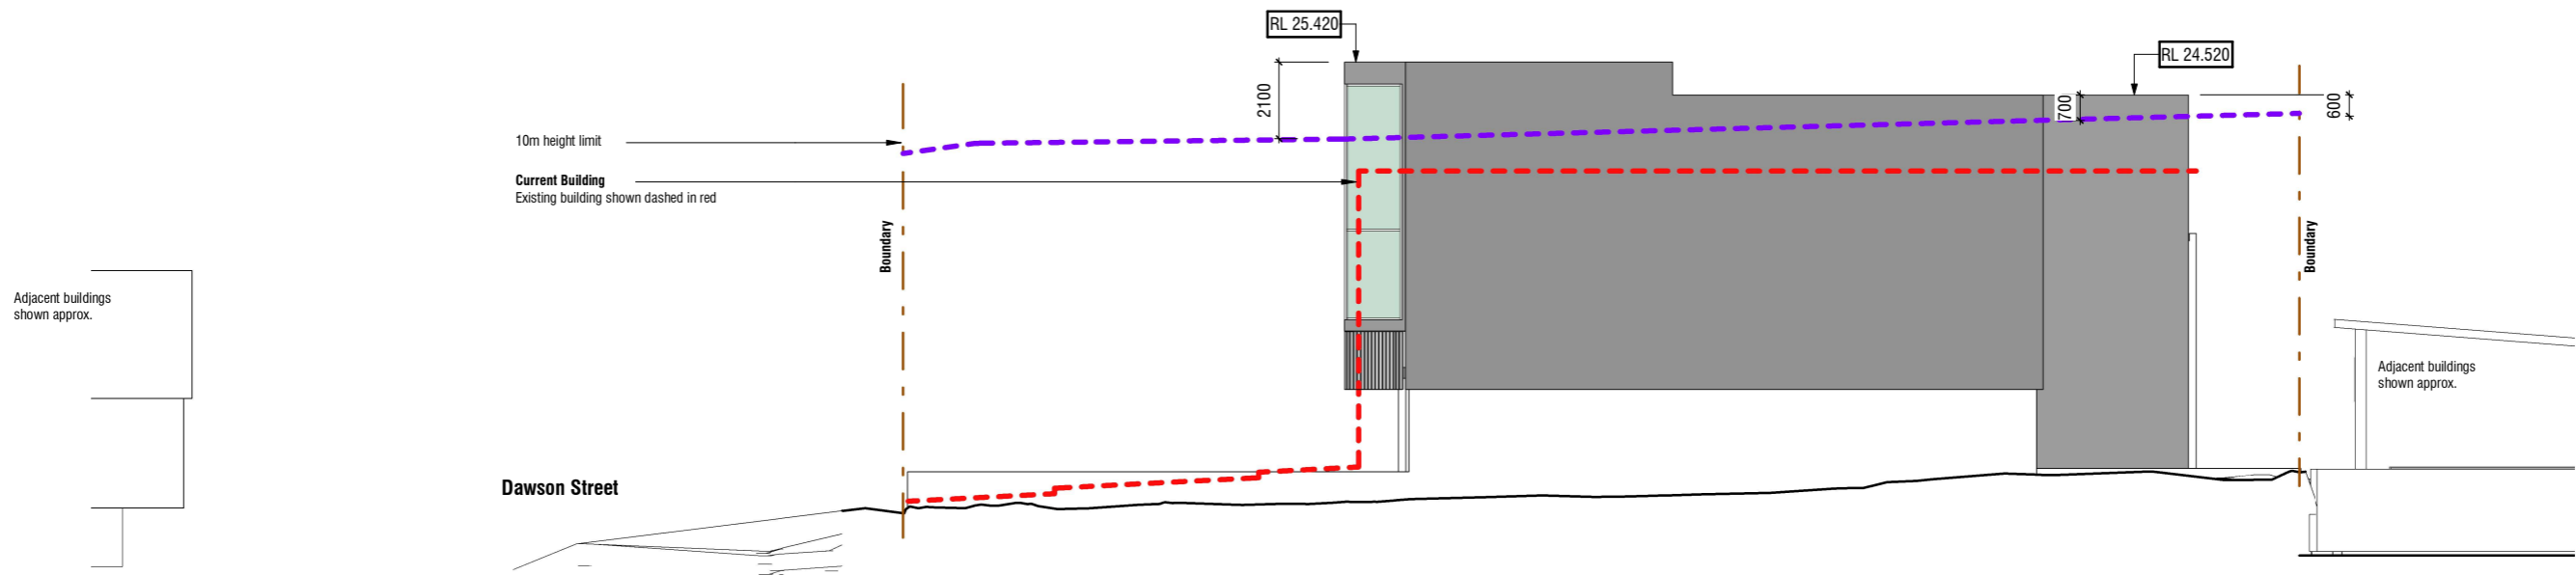 RL 25.420
RL 24.520
2100
700
600
10m height limit
Current Building
Existing building shown dashed in red
Boundary
Boundary
Adjacent buildings
shown approx.
Adjacent buildings
shown approx.
Dawson Street